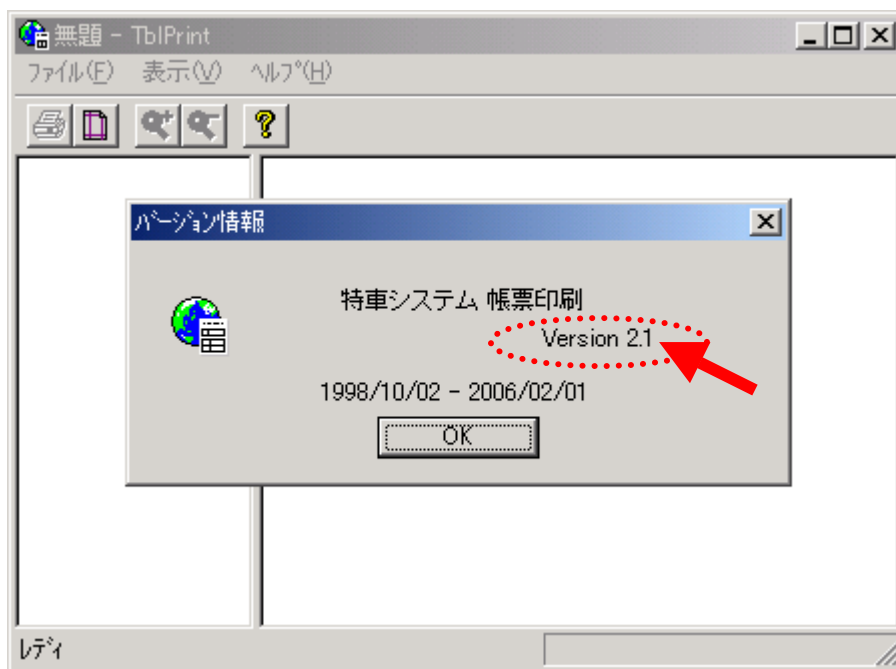 無題 - TblPrint
ファイル(F) 表示(V) ヘルプ(H)
バージョン情報
特車システム 帳票印刷
Version 2.1
1998/10/02 - 2006/02/01
OK
レディ